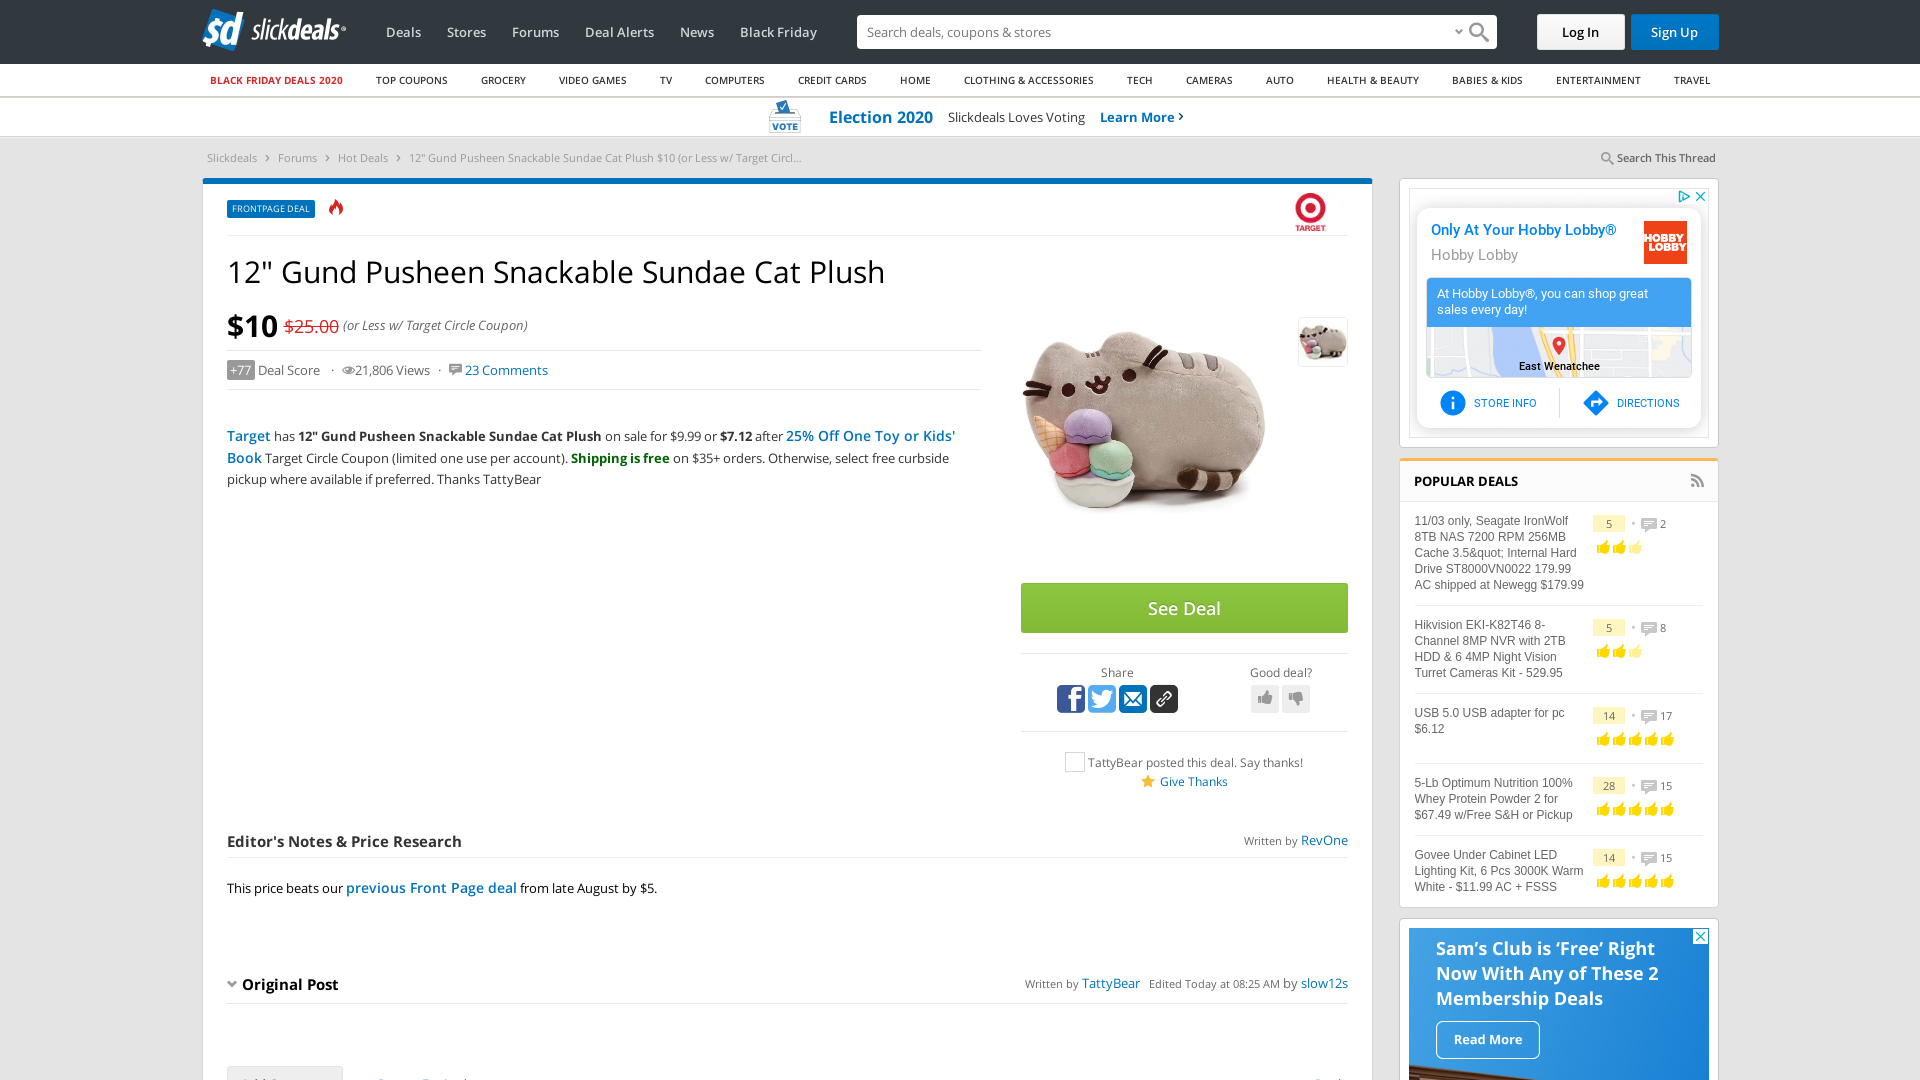 slickdeals
Deals
Stores
Forums
Deal Alerts
News
Black Friday
Search deals, coupons & stores
Log In
Sign Up
BLACK FRIDAY DEALS 2020
TOP COUPONS
GROCERY
VIDEO GAMES
TV
COMPUTERS
CREDIT CARDS
HOME
CLOTHING & ACCESSORIES
TECH
CAMERAS
AUTO
HEALTH & BEAUTY
BABIES & KIDS
ENTERTAINMENT
TRAVEL
VOTE
Election 2020 Slickdeals Loves Voting Learn More
Slickdeals > Forums > Hot Deals > 12" Gund Pusheen Snackable Sundae Cat Plush $10 (or Less w/ Target Circl...
Search This Thread
FRONTPAGE DEAL
TARGET
12" Gund Pusheen Snackable Sundae Cat Plush
$10 $25.00 (or Less w/ Target Circle Coupon)
+77 Deal Score · 21,806 Views · 23 Comments
Target has 12" Gund Pusheen Snackable Sundae Cat Plush on sale for $9.99 or $7.12 after 25% Off One Toy or Kids'
Book Target Circle Coupon (limited one use per account). Shipping is free on $35+ orders. Otherwise, select free curbside
pickup where available if preferred. Thanks TattyBear
See Deal
Share
Good deal?
TattyBear posted this deal. Say thanks!
Give Thanks
Editor's Notes & Price Research
Written by RevOne
This price beats our previous Front Page deal from late August by $5.
Original Post
Written by TattyBear Edited Today at 08:25 AM by slow12s
Only At Your Hobby Lobby®
Hobby Lobby
HOBBY
LOBBY
At Hobby Lobby®, you can shop great
sales every day!
East Wenatchee
STORE INFO
DIRECTIONS
POPULAR DEALS
11/03 only, Seagate IronWolf
8TB NAS 7200 RPM 256MB
Cache 3.5&quot; Internal Hard
Drive ST8000VN0022 179.99
AC shipped at Newegg $179.99
5 • 2
Hikvision EKI-K82T46 8-
Channel 8MP NVR with 2TB
HDD & 6 4MP Night Vision
Turret Cameras Kit - 529.95
5 • 8
USB 5.0 USB adapter for pc
$6.12
14 • 17
5-Lb Optimum Nutrition 100%
Whey Protein Powder 2 for
$67.49 w/Free S&H or Pickup
28 • 15
Govee Under Cabinet LED
Lighting Kit, 6 Pcs 3000K Warm
White - $11.99 AC + FSSS
14 • 15
Sam's Club is 'Free' Right
Now With Any of These 2
Membership Deals
Read More